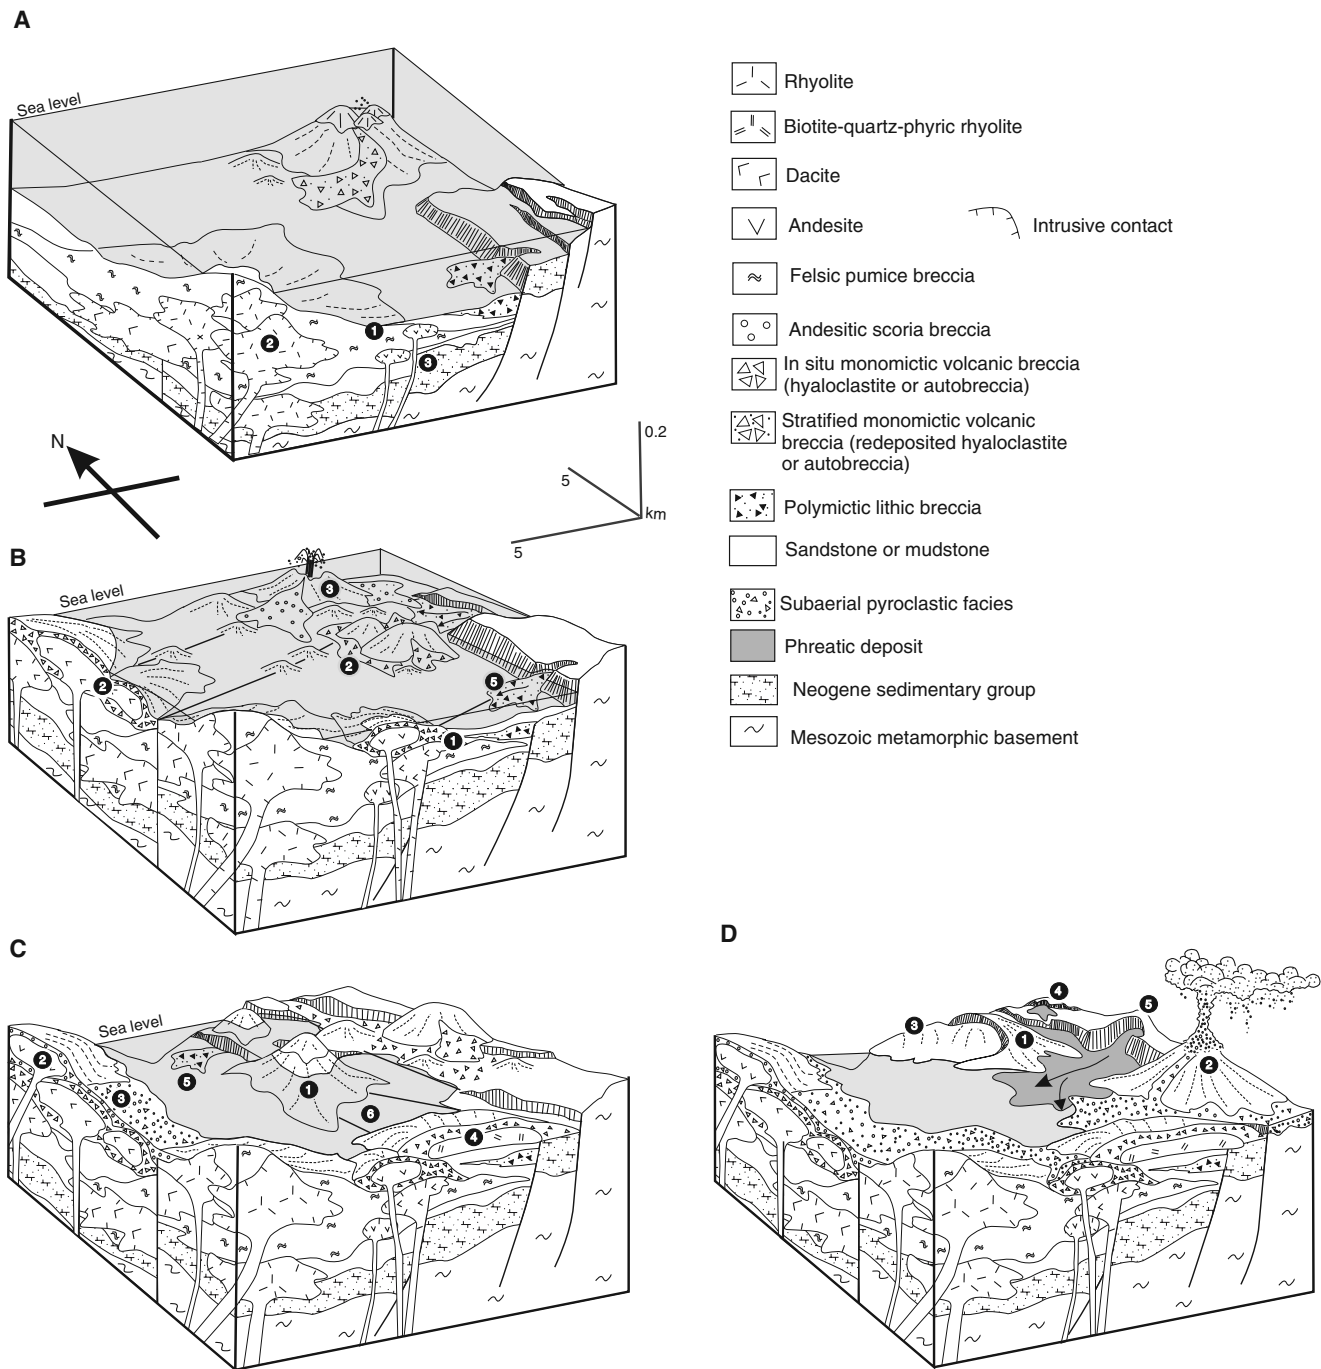 A
Sea level
1
2
3
N
0.2
5
km
5
Rhyolite
Biotite-quartz-phyric rhyolite
Dacite
Andesite
Intrusive contact
Felsic pumice breccia
Andesitic scoria breccia
In situ monomictic volcanic breccia
(hyaloclastite or autobreccia)
Stratified monomictic volcanic
breccia (redeposited hyaloclastite
or autobreccia)
Polymictic lithic breccia
Sandstone or mudstone
Subaerial pyroclastic facies
Phreatic deposit
Neogene sedimentary group
Mesozoic metamorphic basement
B
Sea level
3
2
2
5
1
C
Sea level
2
3
5
1
6
4
D
4
5
3
1
2